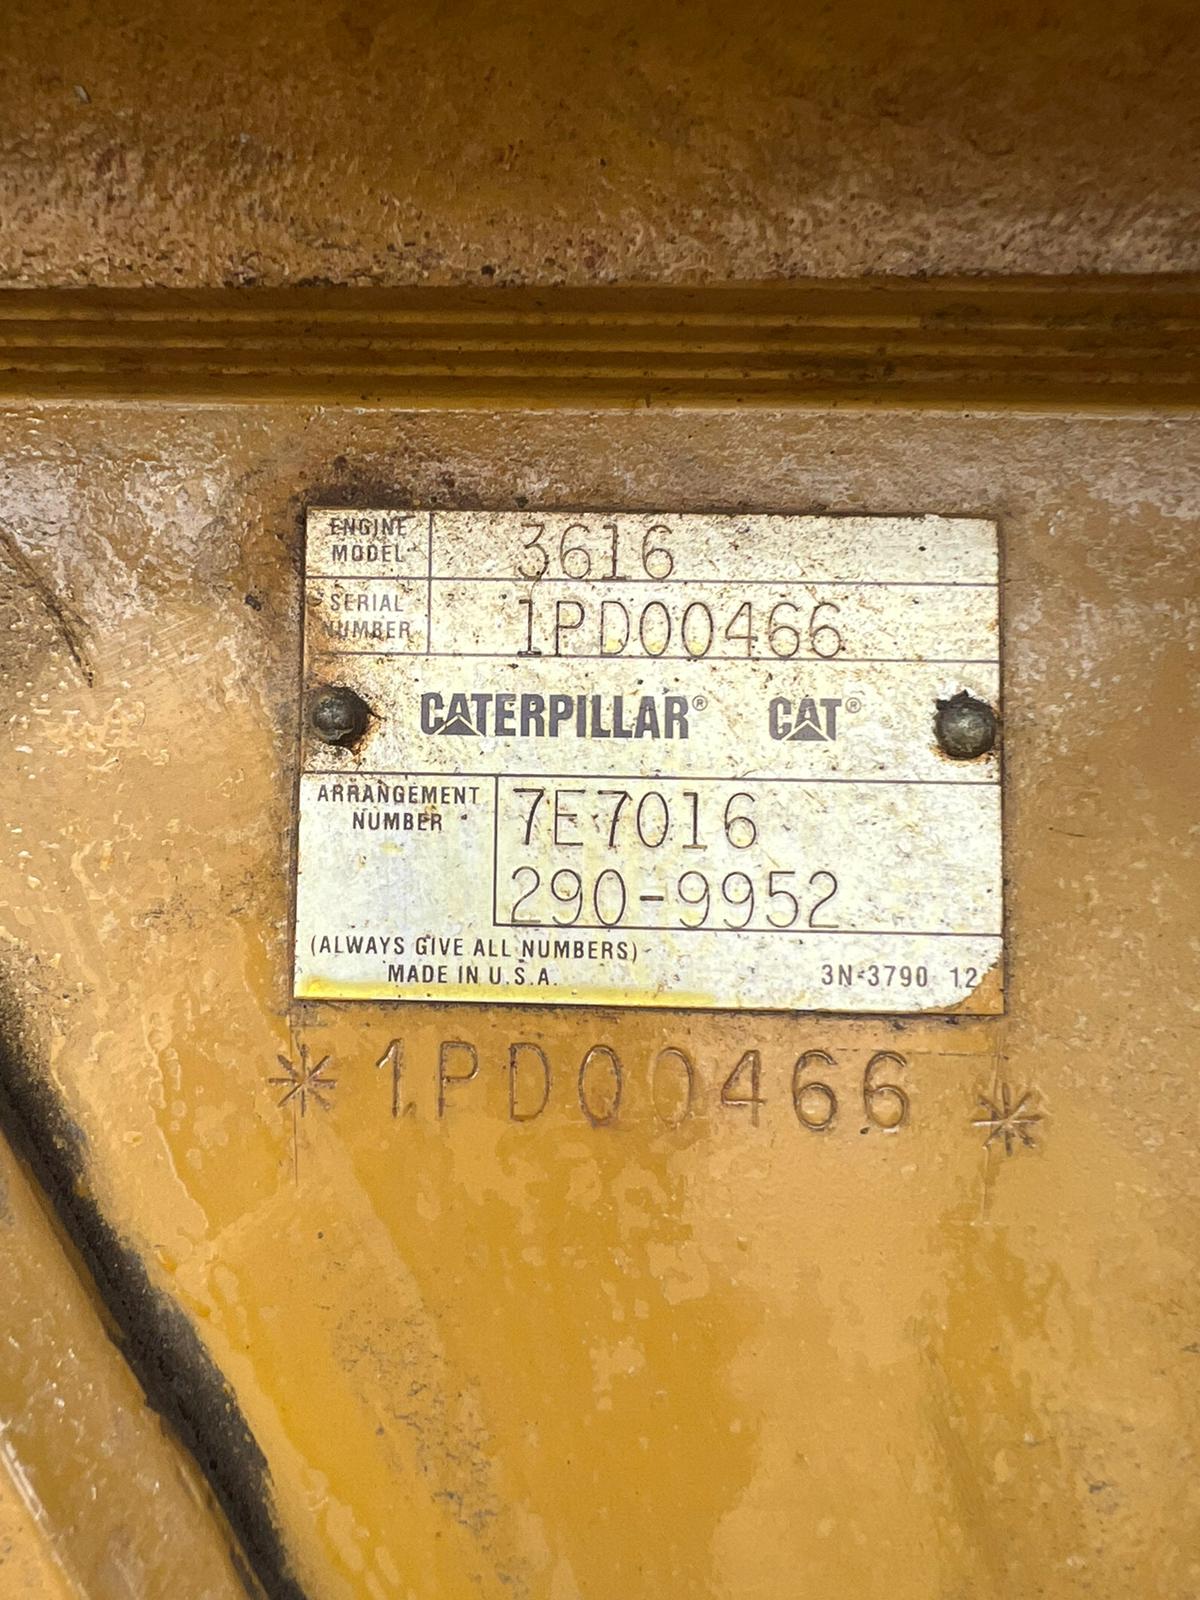 ENGINE MODEL 3616
SERIAL NUMBER 1PD00466
CATERPILLAR® CAT®
ARRANGEMENT NUMBER 7E7016
290-9952
(ALWAYS GIVE ALL NUMBERS)
MADE IN U.S.A. 3N-3790 12
*1PD00466*